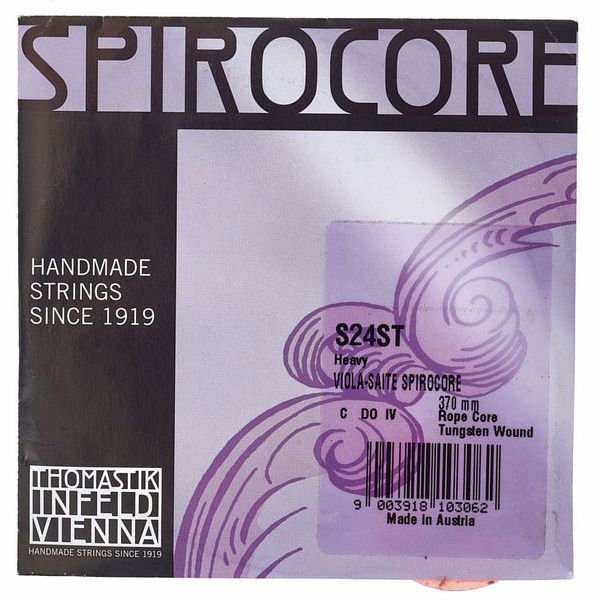 SPIROCORE
HANDMADE
STRINGS
SINCE 1919
S24ST
Heavy
VIOLA-SAITE SPIROCORE
370 mm
C DO IV Rope Core
Tungsten Wound
9 003918 103062
Made in Austria
THOMASTIK
INFELD
VIENNA
HANDMADE STRINGS SINCE 1919